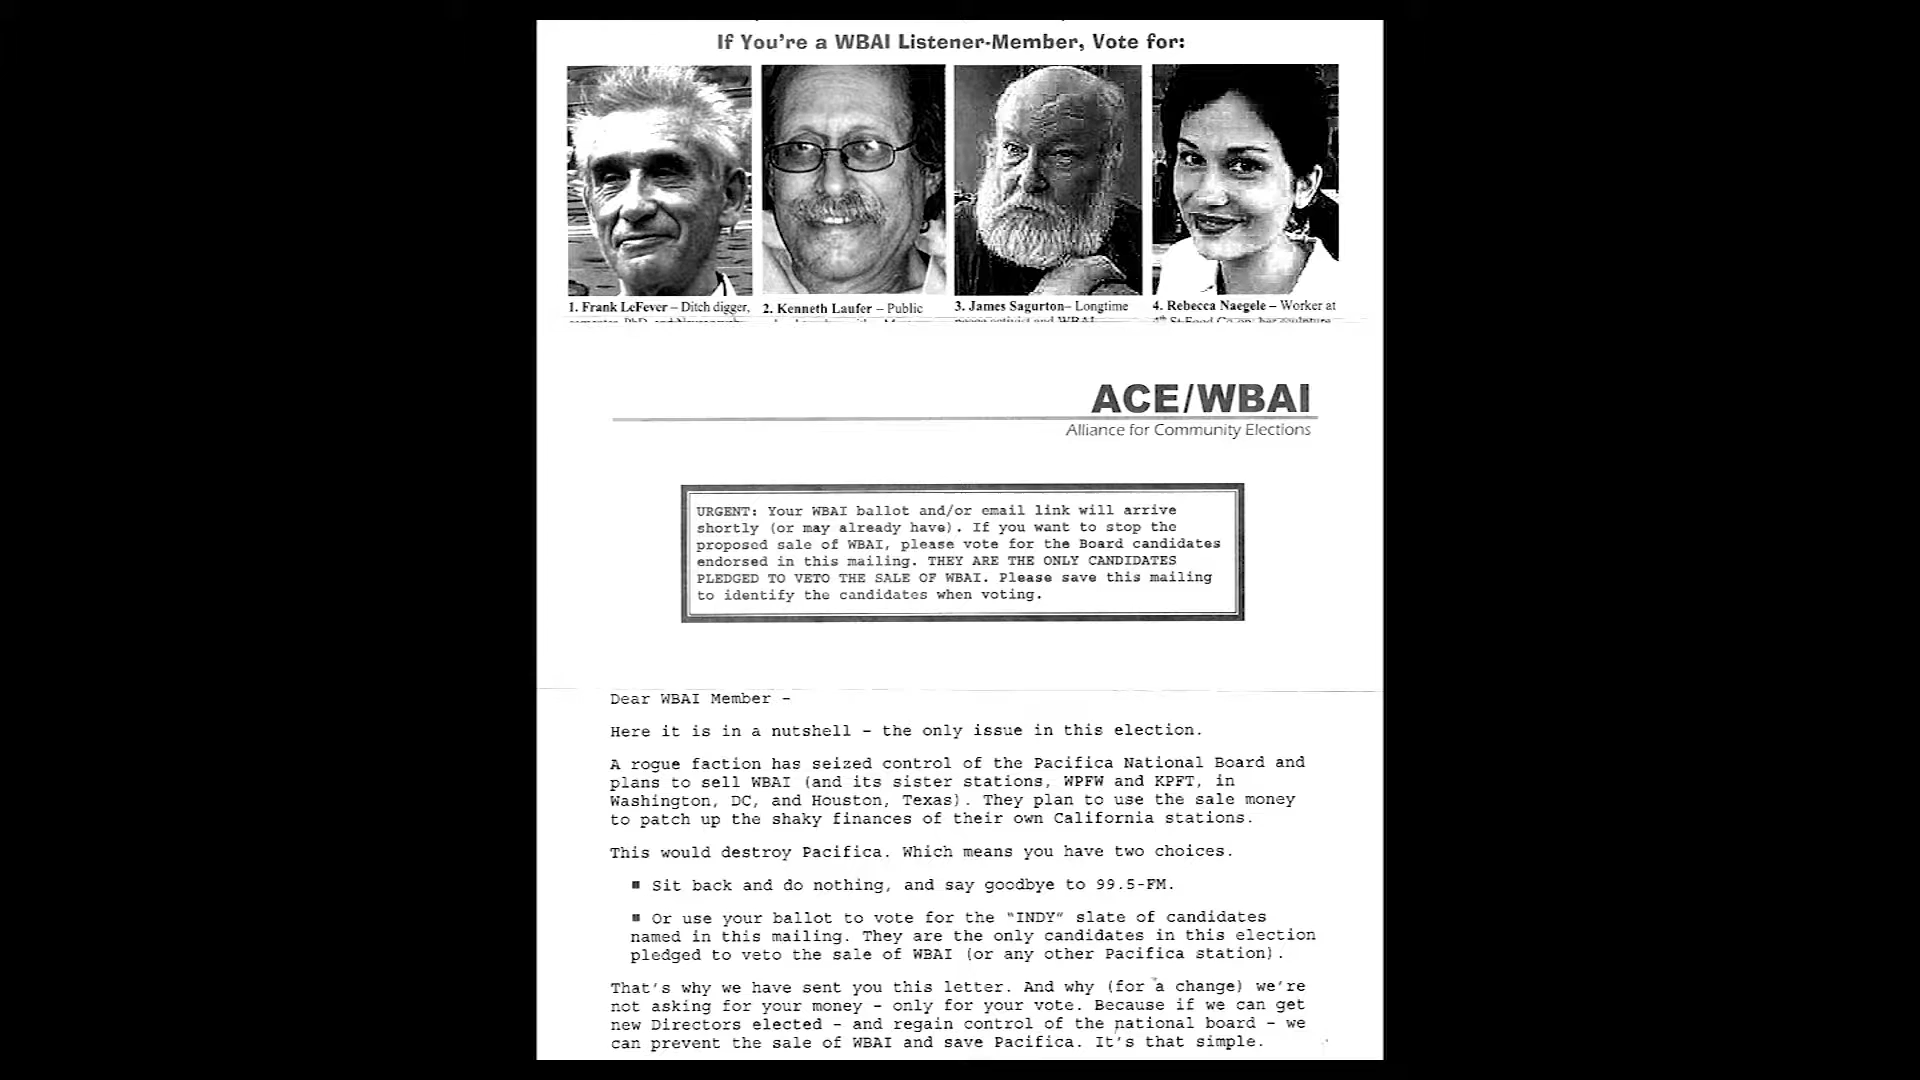 If You're a WBAI Listener-Member, Vote for:
1. Frank LeFever – Ditch digger,
2. Kenneth Laufer – Public
3. James Sagurton– Longtime
4. Rebecca Naegele – Worker at
ACE/WBAI
Alliance for Community Elections
URGENT: Your WBAI ballot and/or email link will arrive
shortly (or may already have). If you want to stop the
proposed sale of WBAI, please vote for the Board candidates
endorsed in this mailing. THEY ARE THE ONLY CANDIDATES
PLEDGED TO VETO THE SALE OF WBAI. Please save this mailing
to identify the candidates when voting.
Dear WBAI Member –
Here it is in a nutshell – the only issue in this election.
A rogue faction has seized control of the Pacifica National Board and
plans to sell WBAI (and its sister stations, WPFW and KPFT, in
Washington, DC, and Houston, Texas). They plan to use the sale money
to patch up the shaky finances of their own California stations.
This would destroy Pacifica. Which means you have two choices.
▪ Sit back and do nothing, and say goodbye to 99.5-FM.
▪ Or use your ballot to vote for the "INDY" slate of candidates
named in this mailing. They are the only candidates in this election
pledged to veto the sale of WBAI (or any other Pacifica station).
That's why we have sent you this letter. And why (for a change) we're
not asking for your money – only for your vote. Because if we can get
new Directors elected – and regain control of the national board – we
can prevent the sale of WBAI and save Pacifica. It's that simple.